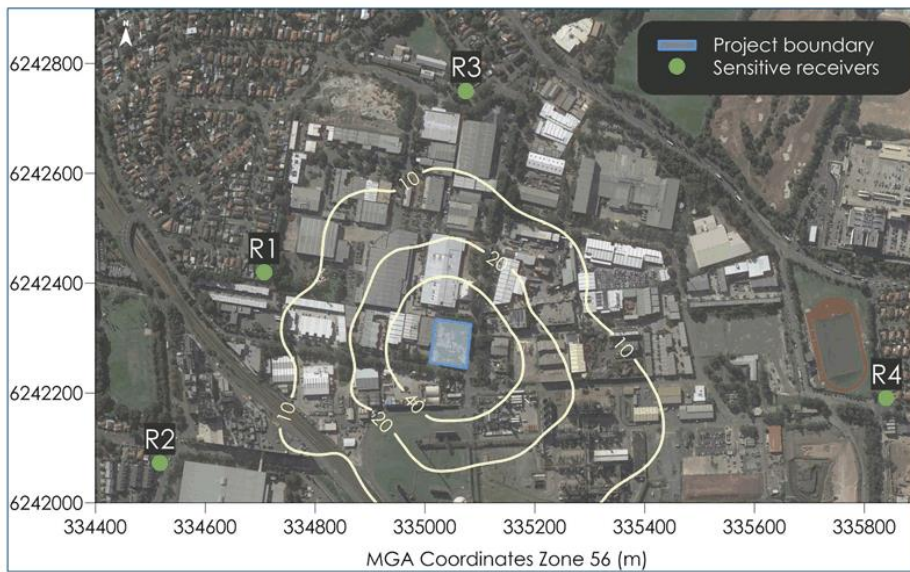 N
Project boundary
Sensitive receivers
R3
R1
R4
R2
10
20
10
40
10
20
10
6242800
6242600
6242400
6242200
6242000
334400 334600 334800 335000 335200 335400 335600 335800
MGA Coordinates Zone 56 (m)